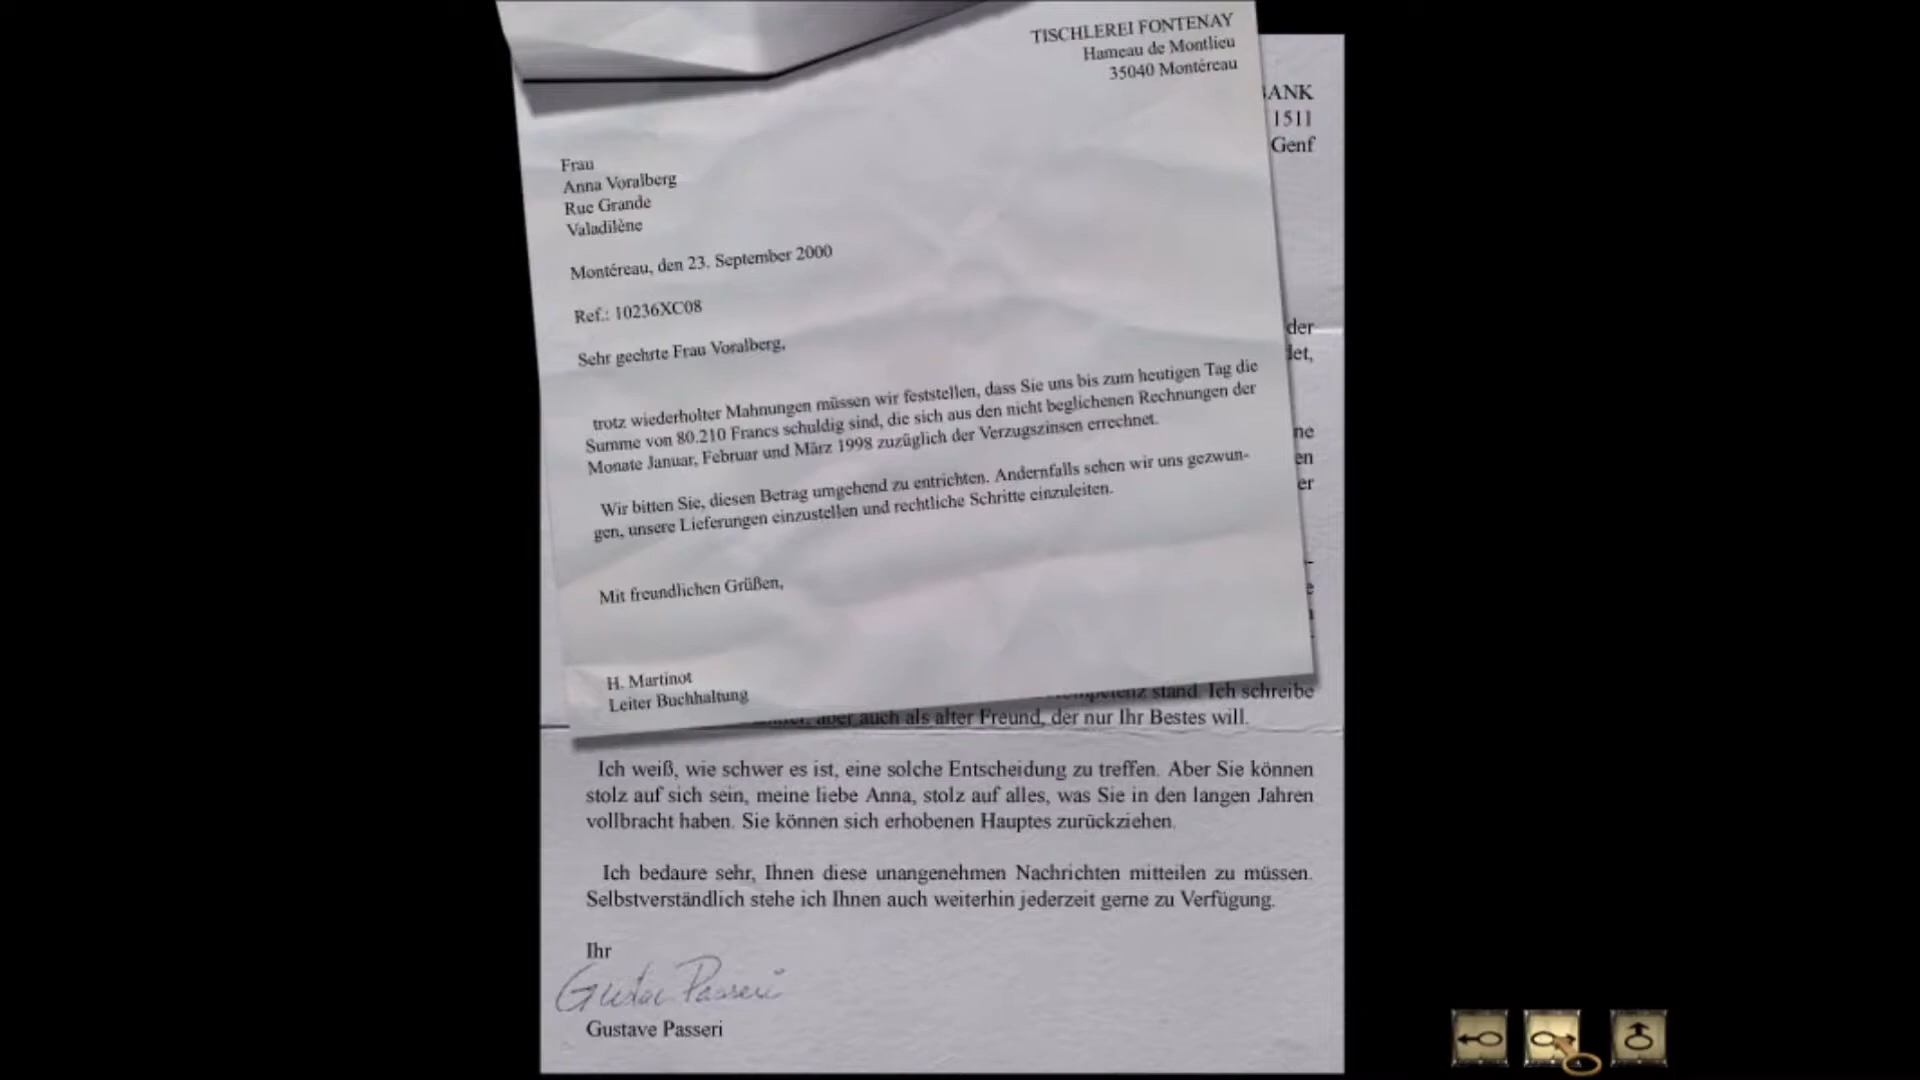 TISCHLEREI FONTENAY
Hameau de Montlieu
35040 Montéreau
Frau
Anna Voralberg
Rue Grande
Valadilène
Montéreau, den 23. September 2000
Ref.: 10236XC08
Sehr geehrte Frau Voralberg,
trotz wiederholter Mahnungen müssen wir feststellen, dass Sie uns bis zum heutigen Tag die
Summe von 80.210 Francs schuldig sind, die sich aus den nicht beglichenen Rechnungen der
Monate Januar, Februar und März 1998 zuzüglich der Verzugszinsen errechnet.
Wir bitten Sie, diesen Betrag umgehend zu entrichten. Andernfalls sehen wir uns gezwun-
gen, unsere Lieferungen einzustellen und rechtliche Schritte einzuleiten.
Mit freundlichen Grüßen,
H. Martinot
Leiter Buchhaltung
ANK
1511
Genf
der
det,
ne
en
er
stand. Ich schreibe
aber auch als alter Freund, der nur Ihr Bestes will.
Ich weiß, wie schwer es ist, eine solche Entscheidung zu treffen. Aber Sie können
stolz auf sich sein, meine liebe Anna, stolz auf alles, was Sie in den langen Jahren
vollbracht haben. Sie können sich erhobenen Hauptes zurückziehen.
Ich bedaure sehr, Ihnen diese unangenehmen Nachrichten mitteilen zu müssen.
Selbstverständlich stehe ich Ihnen auch weiterhin jederzeit gerne zu Verfügung.
Ihr
Gustave Passeri
Gustave Passeri